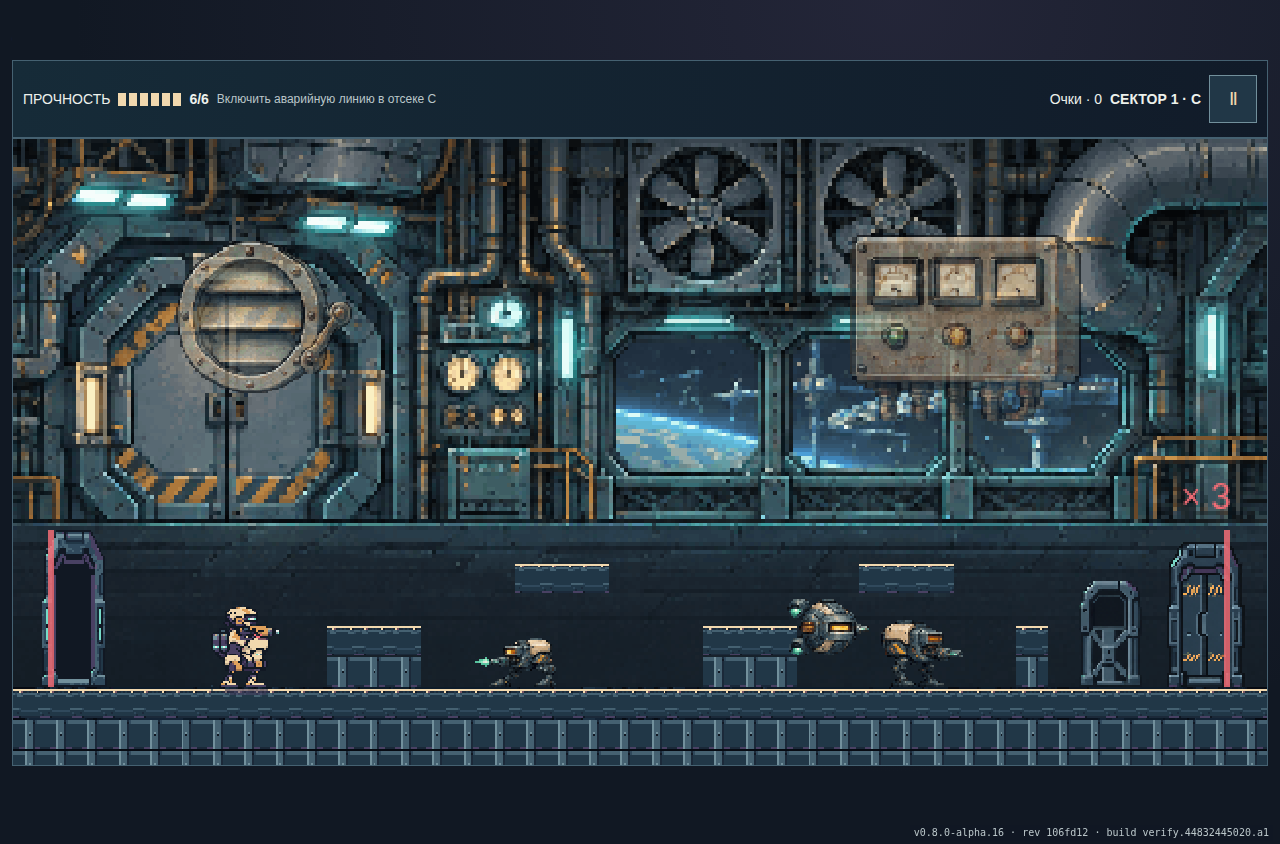 ПРОЧНОСТЬ 6/6 Включить аварийную линию в отсеке C
Очки · 0 СЕКТОР 1 · C
II
× 3
v0.8.0-alpha.16 · rev 106fd12 · build verify.44832445020.a1